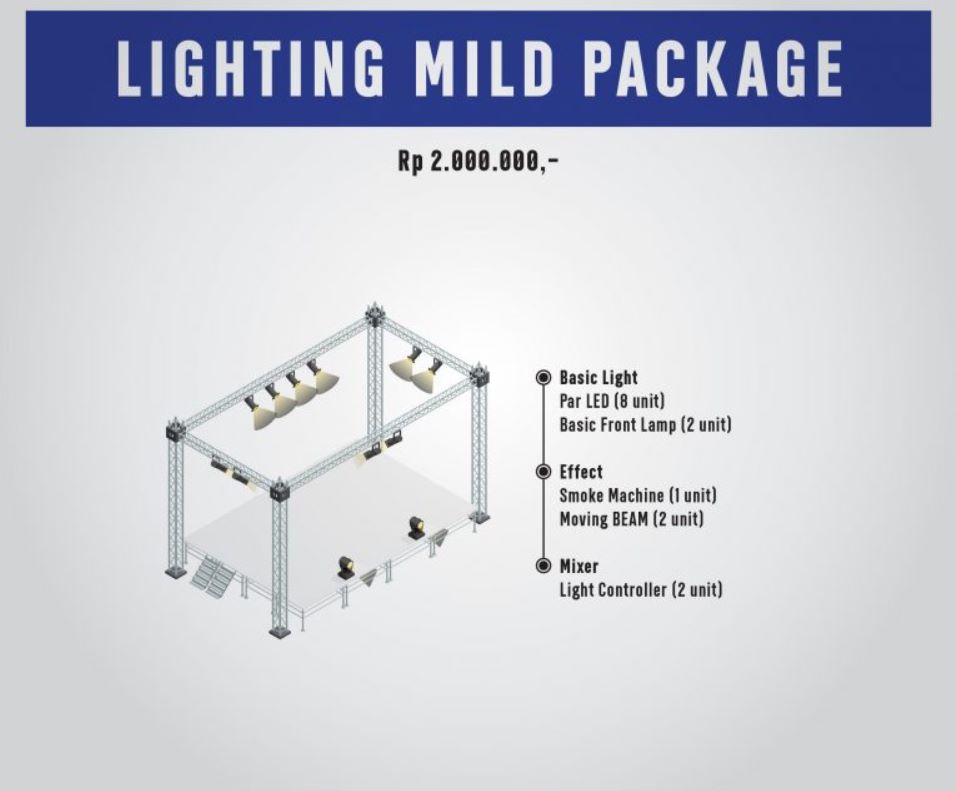 LIGHTING MILD PACKAGE
Rp 2.000.000,-
Basic Light
Par LED (8 unit)
Basic Front Lamp (2 unit)
Effect
Smoke Machine (1 unit)
Moving BEAM (2 unit)
Mixer
Light Controller (2 unit)